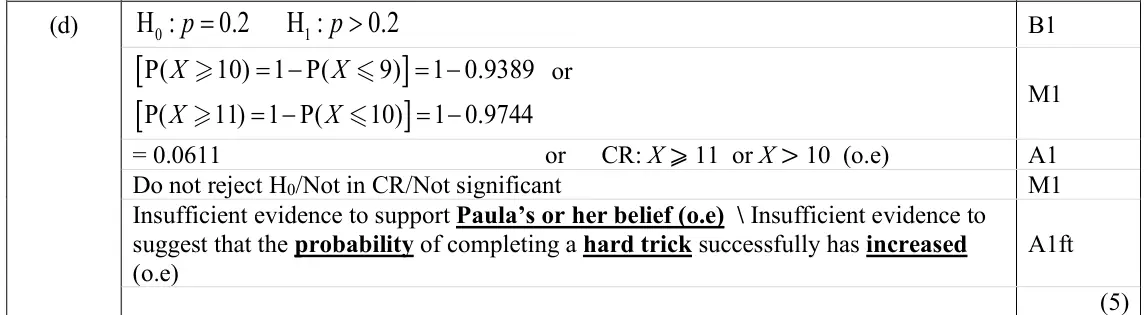 (d) H₀ : p = 0.2 H₁ : p > 0.2 B1
[P(X ⩾ 10) = 1 − P(X ⩽ 9)] = 1 − 0.9389 or
[P(X ⩾ 11) = 1 − P(X ⩽ 10)] = 1 − 0.9744 M1
= 0.0611 or CR: X ⩾ 11 or X > 10 (o.e) A1
Do not reject H₀/Not in CR/Not significant M1
Insufficient evidence to support Paula’s or her belief (o.e) \ Insufficient evidence to
suggest that the probability of completing a hard trick successfully has increased A1ft
(o.e)
(5)